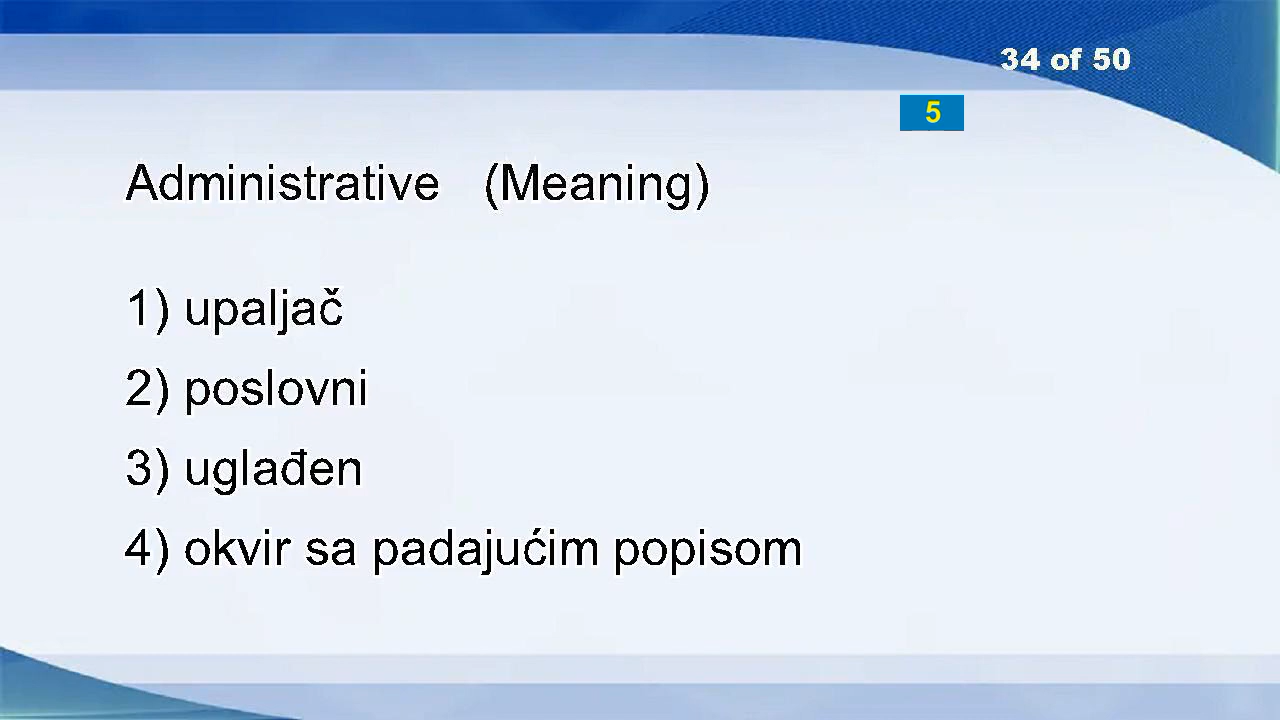 34 of 50
5
Administrative (Meaning)
1) upaljač
2) poslovni
3) uglađen
4) okvir sa padajućim popisom